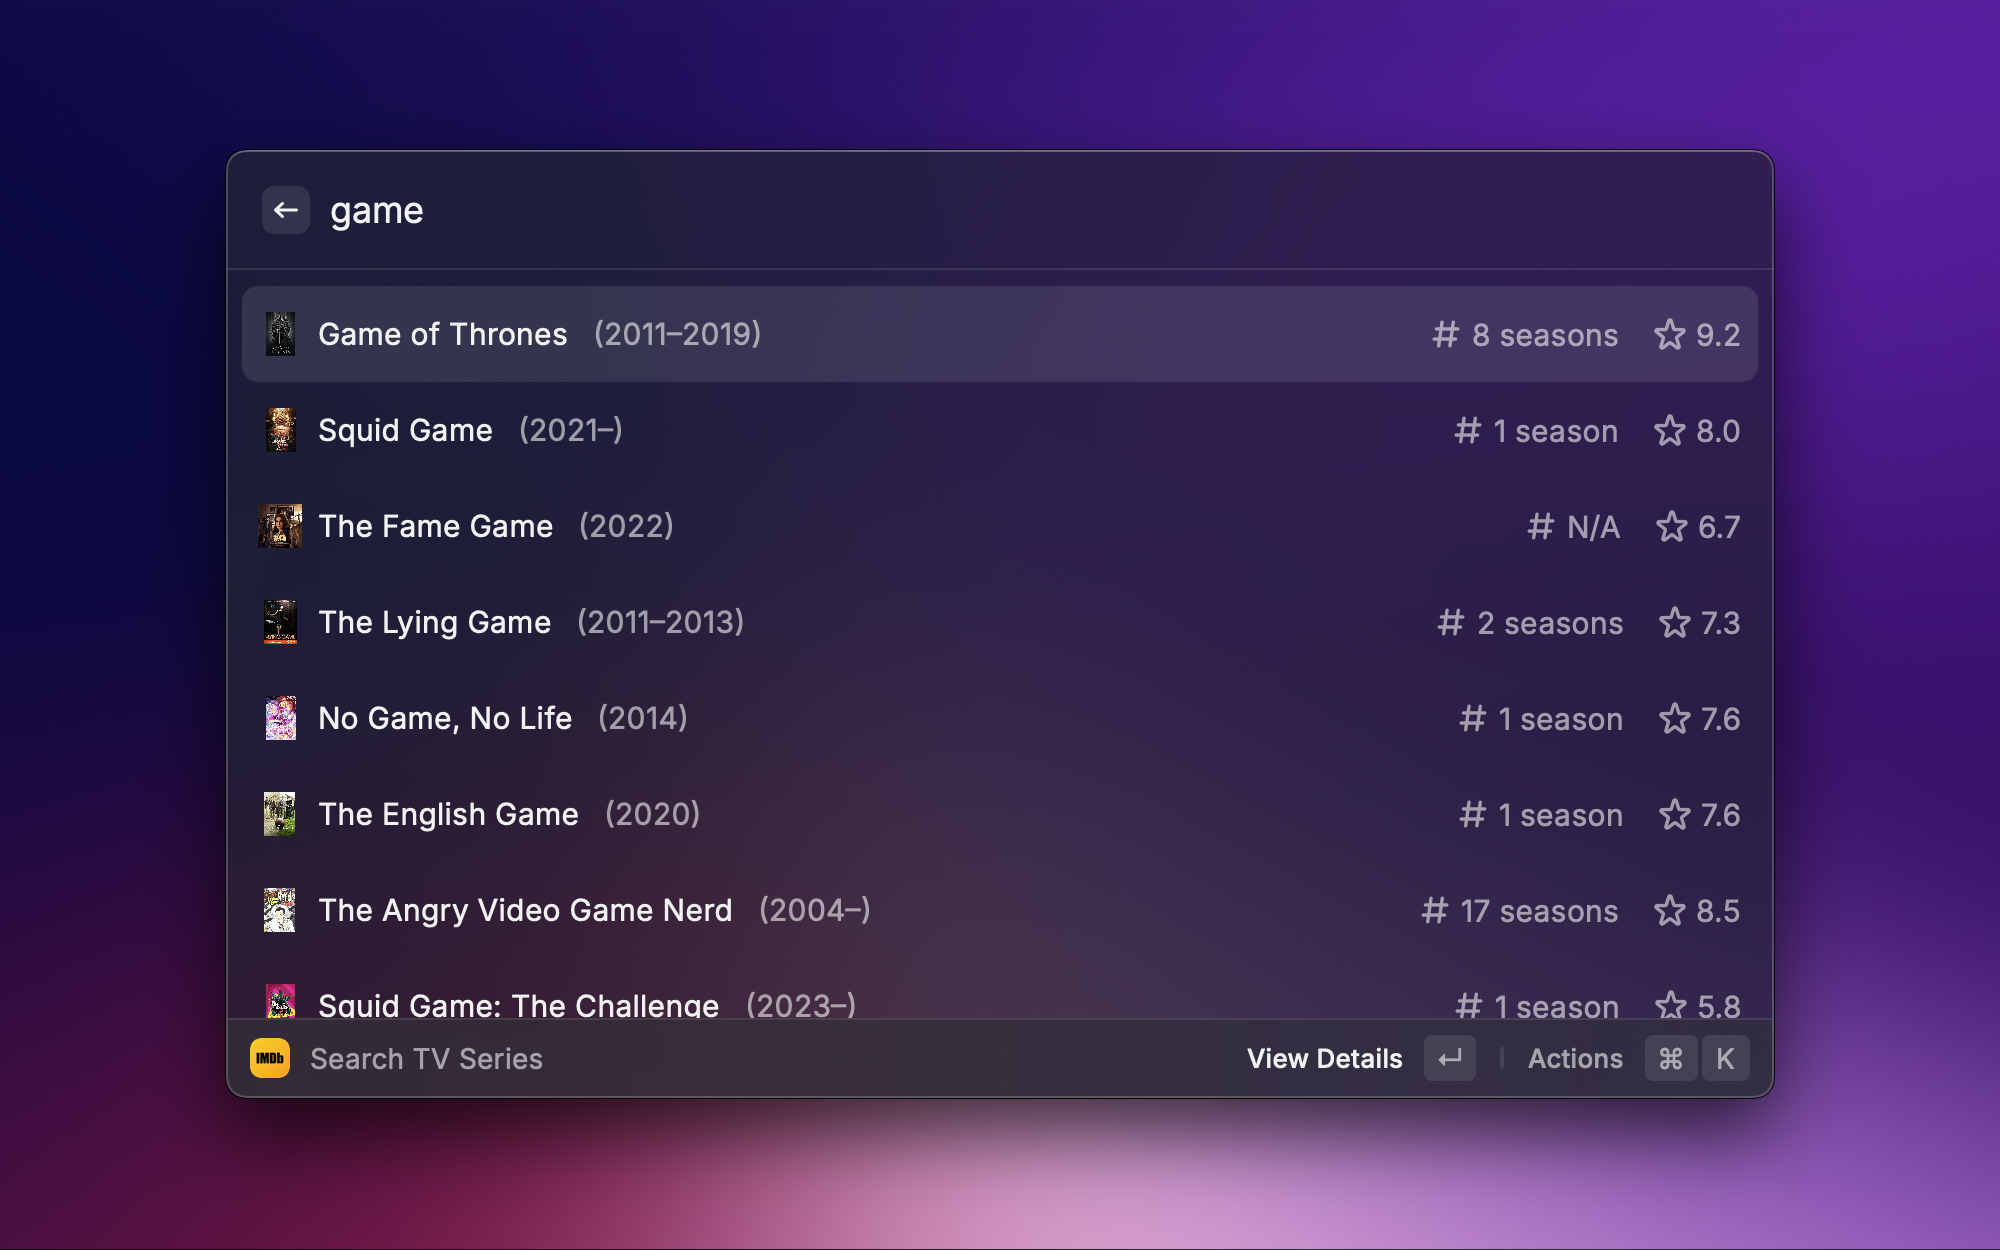 game
Game of Thrones (2011–2019) # 8 seasons 9.2
Squid Game (2021–) # 1 season 8.0
The Fame Game (2022) # N/A 6.7
The Lying Game (2011–2013) # 2 seasons 7.3
No Game, No Life (2014) # 1 season 7.6
The English Game (2020) # 1 season 7.6
The Angry Video Game Nerd (2004–) # 17 seasons 8.5
Squid Game: The Challenge (2023–) # 1 season 5.8
IMDb Search TV Series View Details ↵ Actions ⌘ K